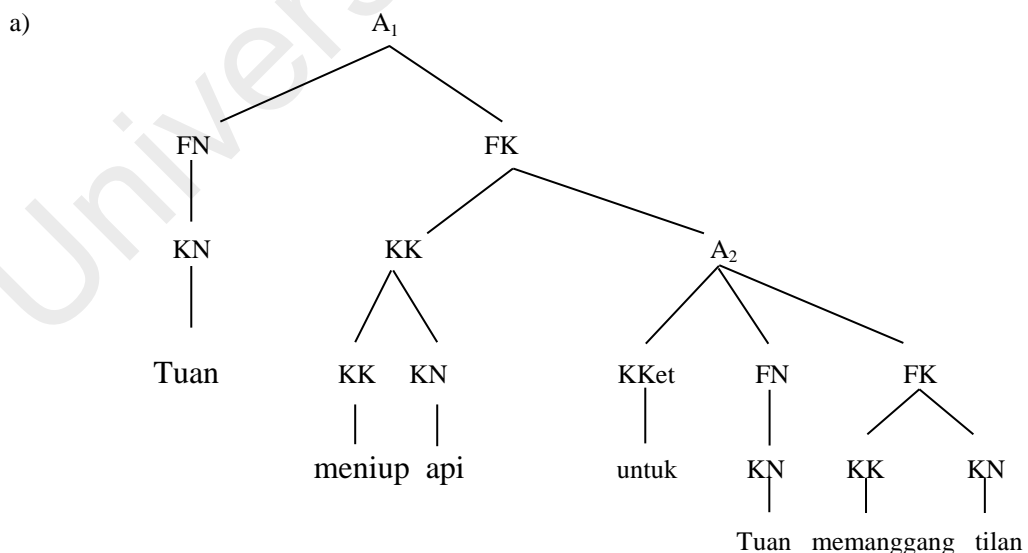 a)
A₁
FN FK
KN KK A₂
Tuan KK KN KKet FN FK
meniup api untuk KN KK KN
Tuan memanggang tilan